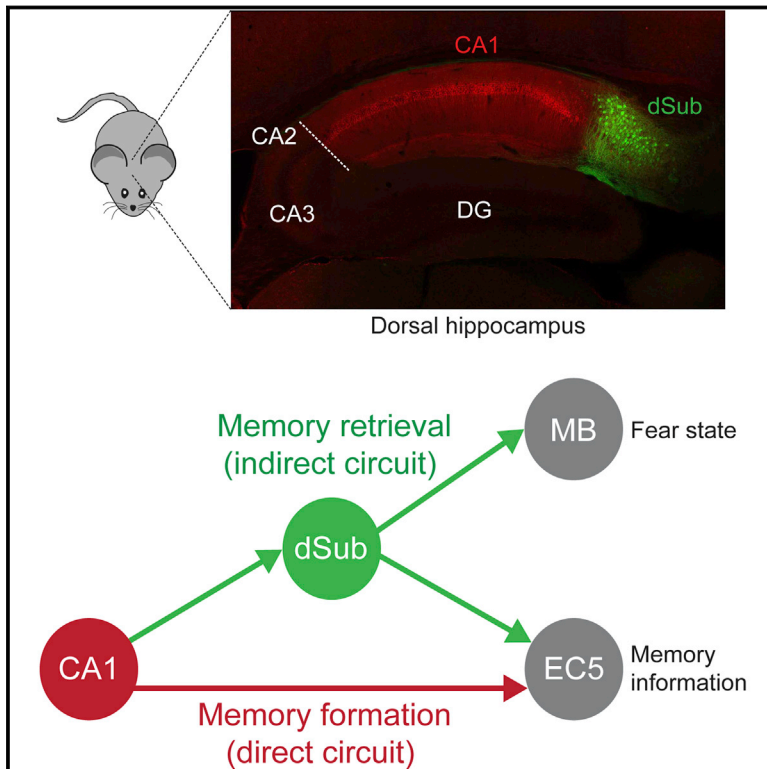 CA1
dSub
CA2
CA3
DG
Dorsal hippocampus
Memory retrieval
(indirect circuit)
MB
Fear state
dSub
CA1
EC5
Memory
information
Memory formation
(direct circuit)